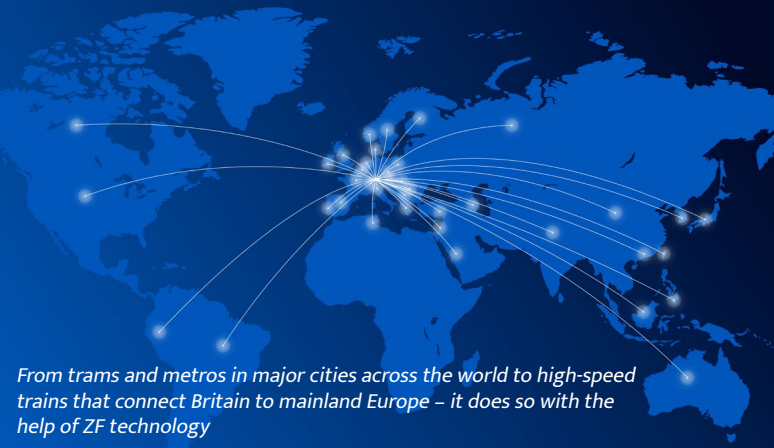 From trams and metros in major cities across the world to high-speed
trains that connect Britain to mainland Europe – it does so with the
help of ZF technology